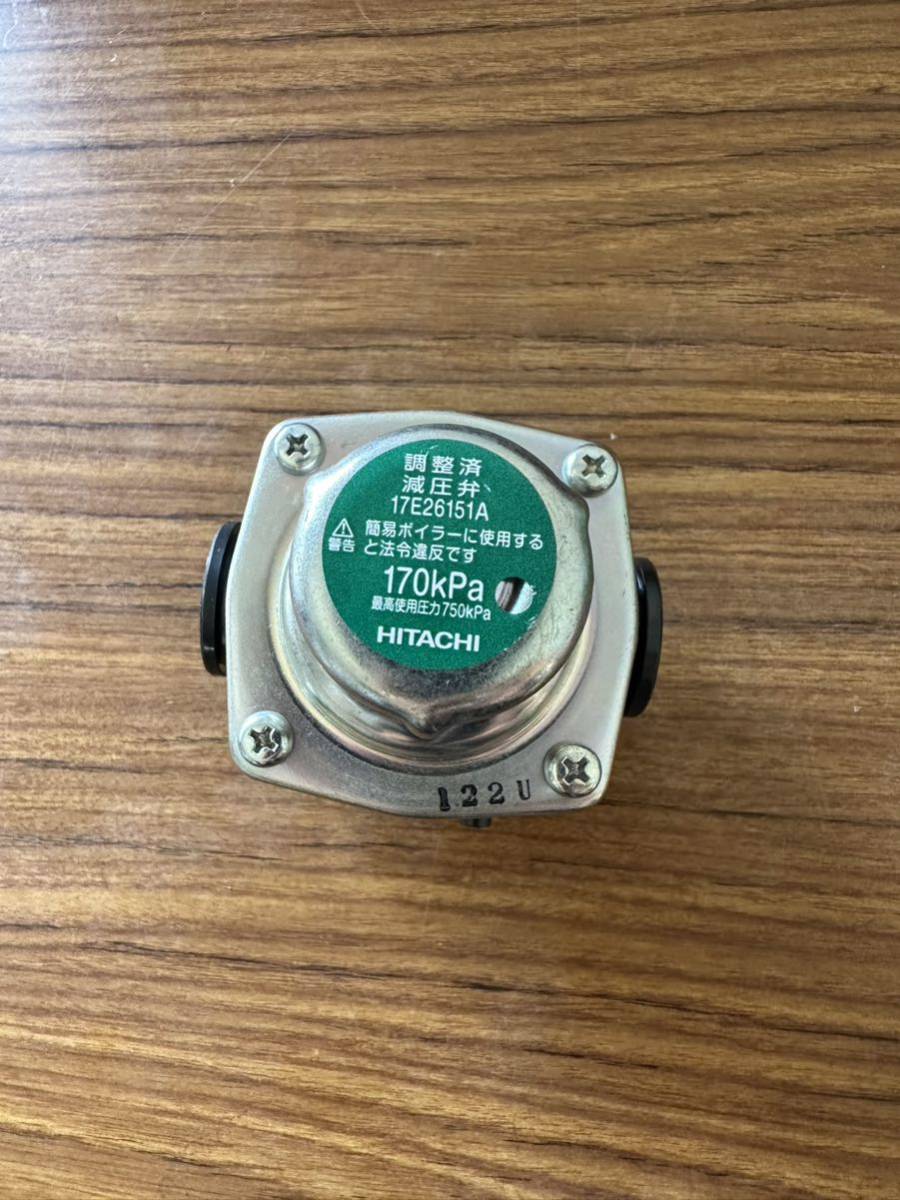 調整済
減圧弁
17E26151A
簡易ボイラーに使用する
警告 と法令違反です
170kPa
最高使用圧力750kPa
HITACHI
122U